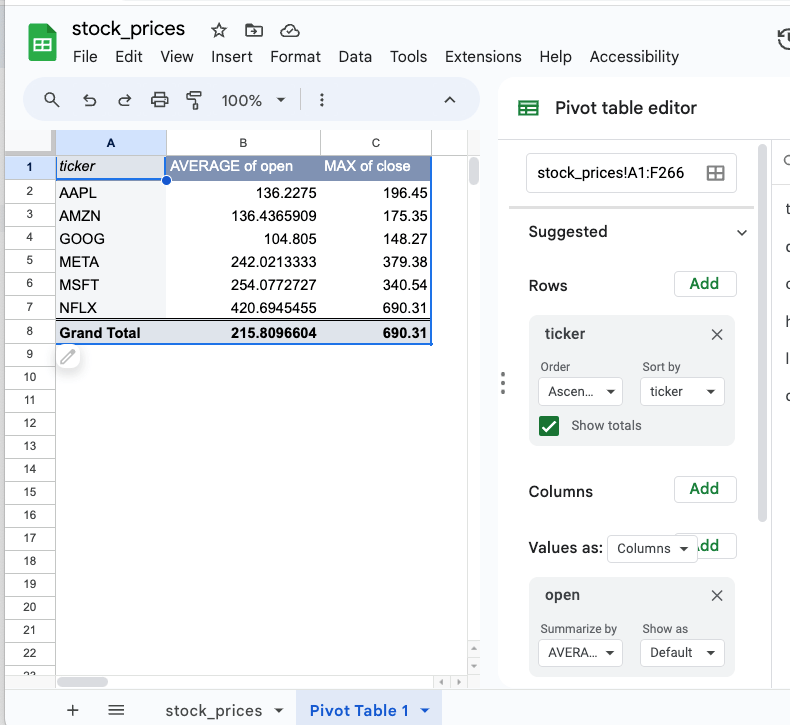 stock_prices
File Edit View Insert Format Data Tools Extensions Help Accessibility
100%
Pivot table editor
A B C
1 ticker AVERAGE of open MAX of close
2 AAPL 136.2275 196.45
3 AMZN 136.4365909 175.35
4 GOOG 104.805 148.27
5 META 242.0213333 379.38
6 MSFT 254.0772727 340.54
7 NFLX 420.6945455 690.31
8 Grand Total 215.8096604 690.31
9
10
11
12
13
14
15
16
17
18
19
20
21
22
stock_prices!A1:F266
Suggested
Rows Add
ticker
Order Sort by
Ascen... ticker
Show totals
Columns Add
Values as: Columns
open
Summarize by Show as
AVERA... Default
+ stock_prices Pivot Table 1